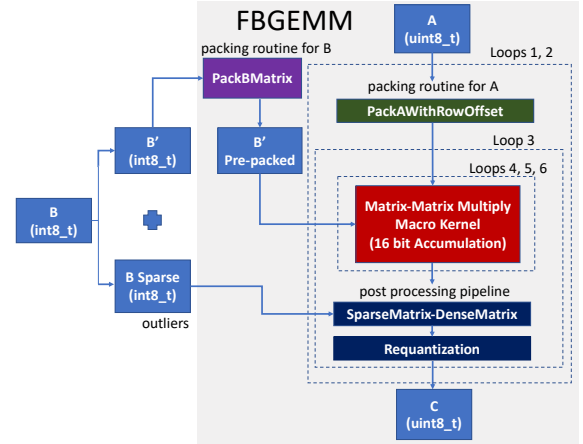 FBGEMM
A
(uint8_t)
Loops 1, 2
packing routine for B
PackBMatrix
packing routine for A
PackAWithRowOffset
B'
(int8_t)
B'
Pre-packed
Loop 3
Loops 4, 5, 6
B
(int8_t)
Matrix-Matrix Multiply
Macro Kernel
(16 bit Accumulation)
B Sparse
(int8_t)
outliers
post processing pipeline
SparseMatrix-DenseMatrix
Requantization
C
(uint8_t)